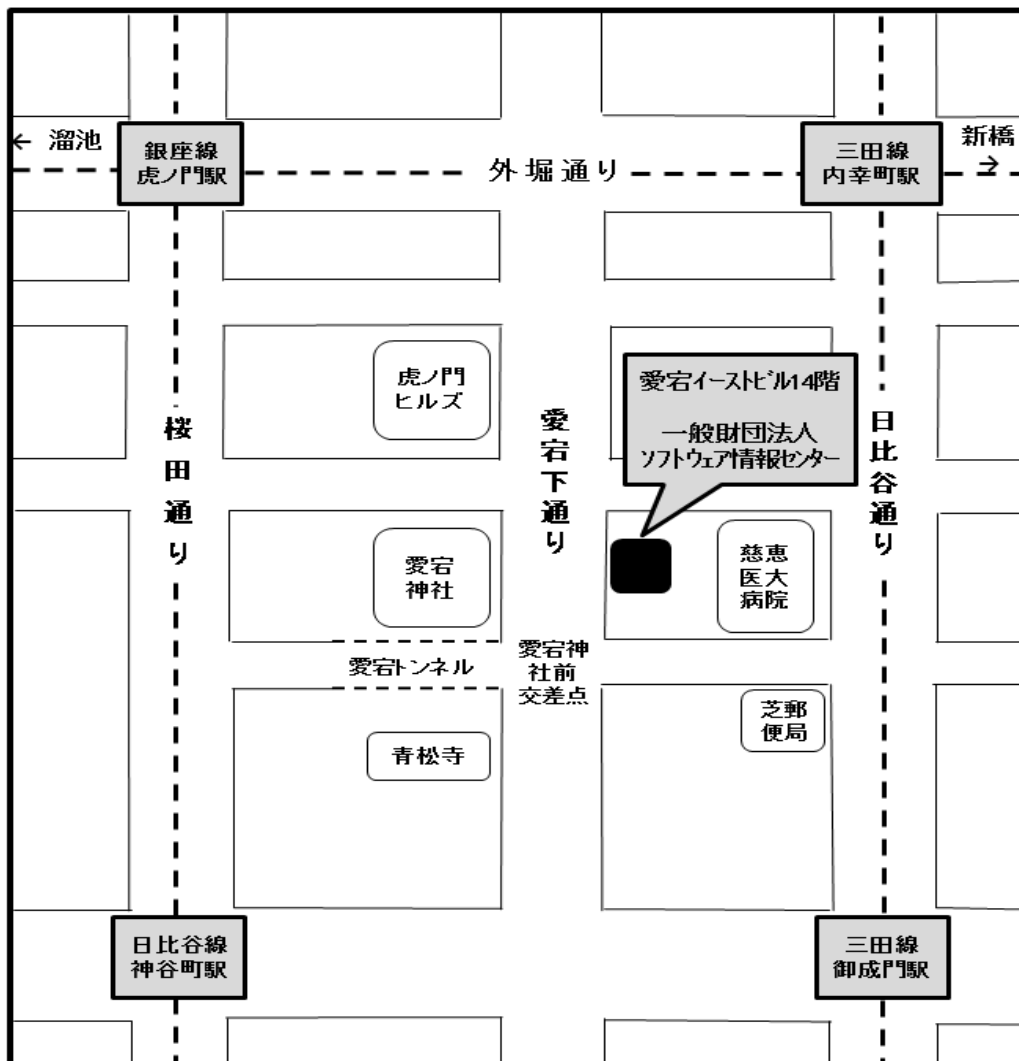 ← 溜池
銀座線
虎ノ門駅
外堀通り
三田線
内幸町駅
新橋
→
虎ノ門
ヒルズ
愛宕イーストビル14階
一般財団法人
ソフトウェア情報センター
桜田通り
愛宕下通り
日比谷通り
愛宕
神社
慈恵
医大
病院
愛宕トンネル
愛宕神
社前
交差点
芝郵
便局
青松寺
日比谷線
神谷町駅
三田線
御成門駅